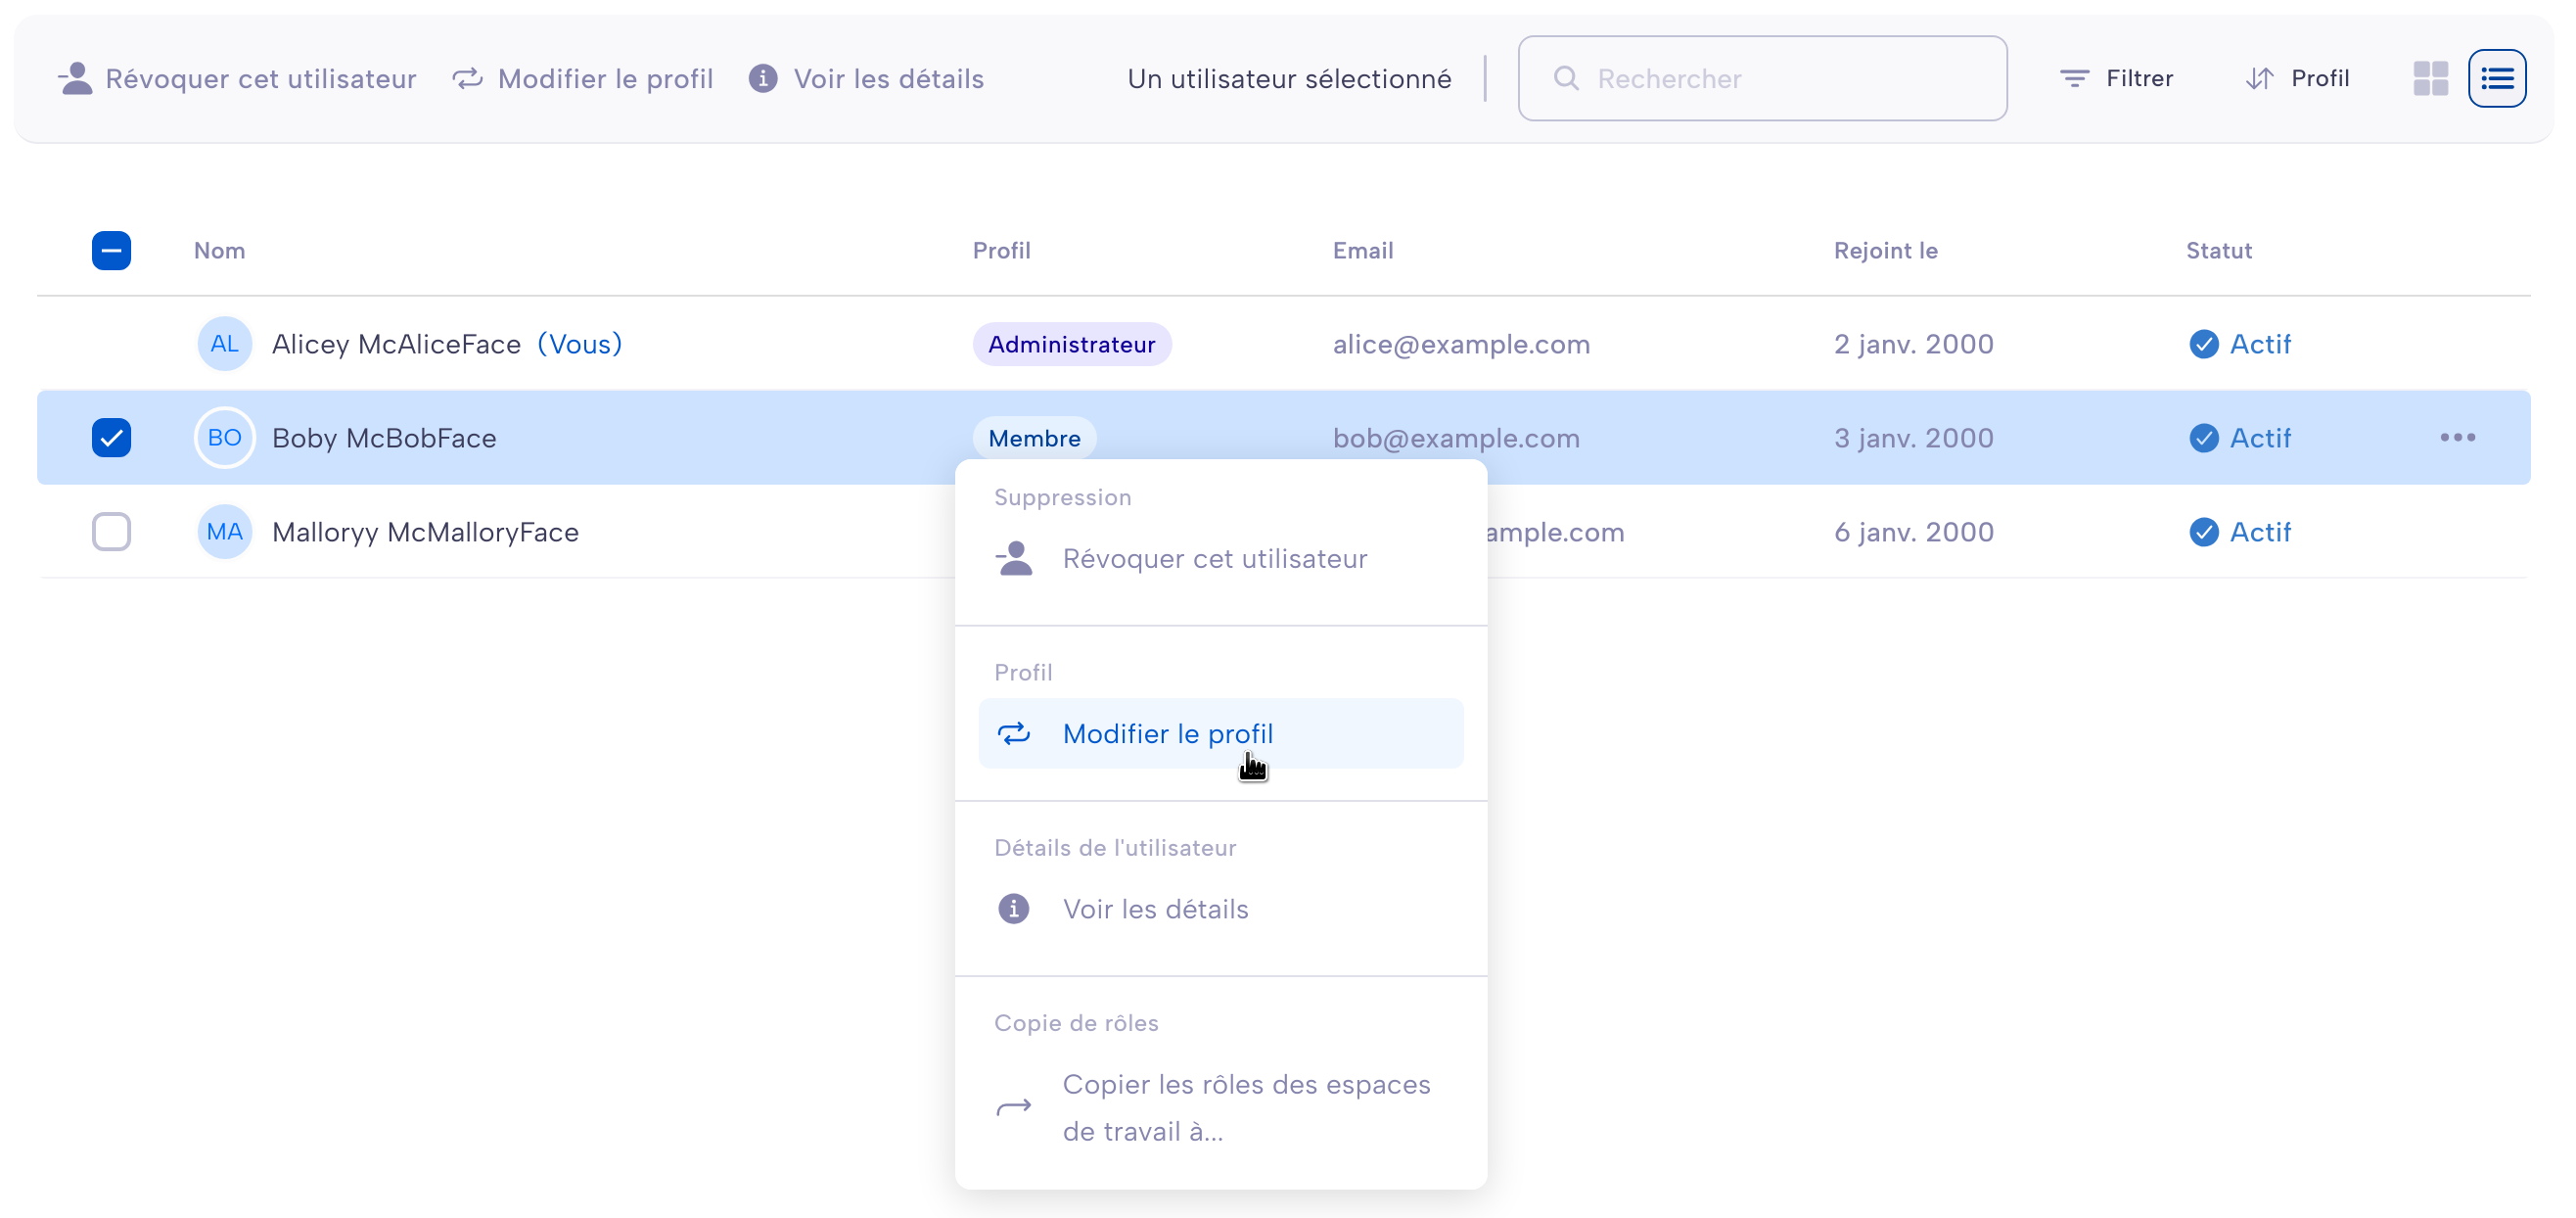 Révoquer cet utilisateur Modifier le profil Voir les détails Un utilisateur sélectionné Rechercher Filtrer Profil
Nom Profil Email Rejoint le Statut
AL Alicey McAliceFace (Vous) Administrateur alice@example.com 2 janv. 2000 Actif
BO Boby McBobFace Membre bob@example.com 3 janv. 2000 Actif
MA Malloryy McMalloryFace ample.com 6 janv. 2000 Actif
Suppression
Révoquer cet utilisateur
Profil
Modifier le profil
Détails de l'utilisateur
Voir les détails
Copie de rôles
Copier les rôles des espaces
de travail à...